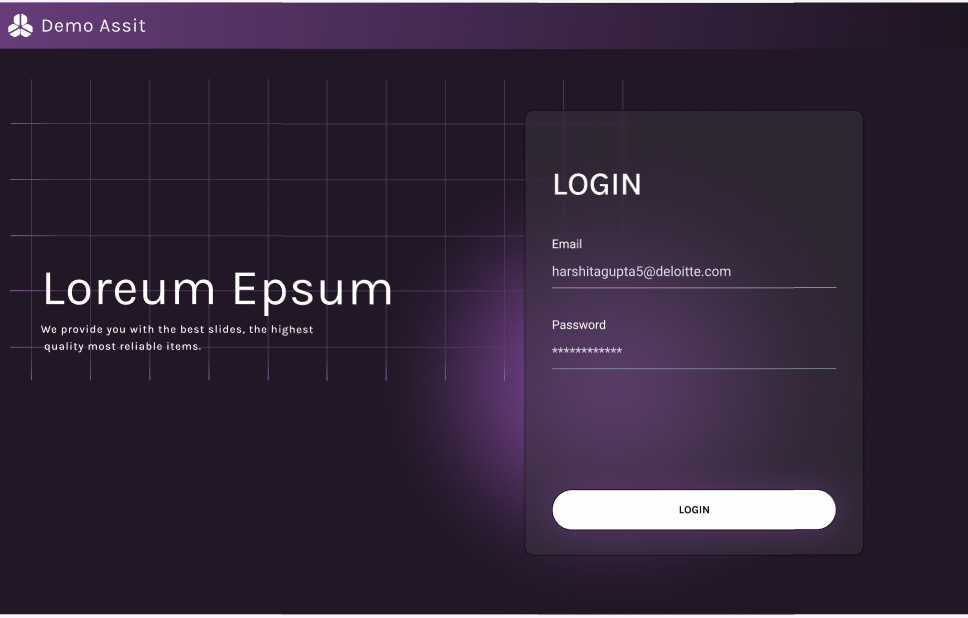 Demo Assit
Loreum Epsum
We provide you with the best slides, the highest
quality most reliable items.
LOGIN
Email
harshitagupta5@deloitte.com
Password
************
LOGIN